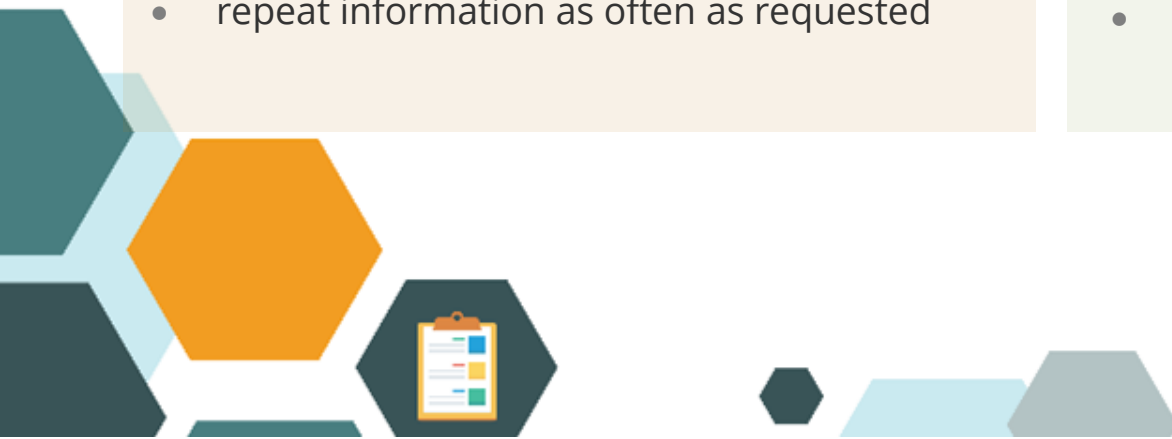 • repeat information as often as requested
•